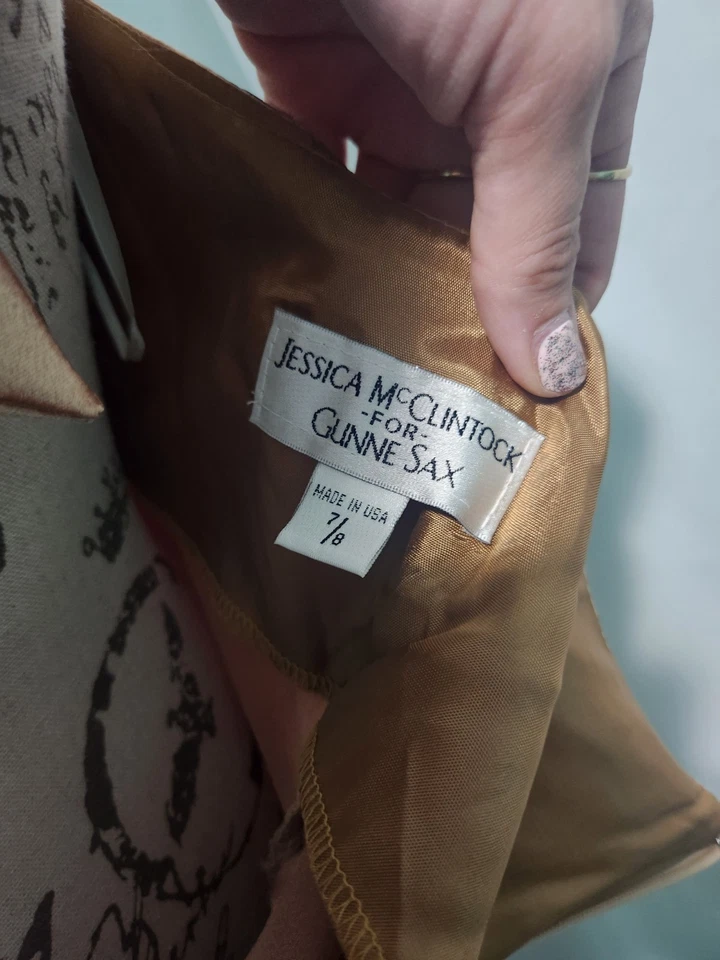 JESSICA McCLINTOCK
-FOR-
GUNNE SAX
MADE IN USA
7/8